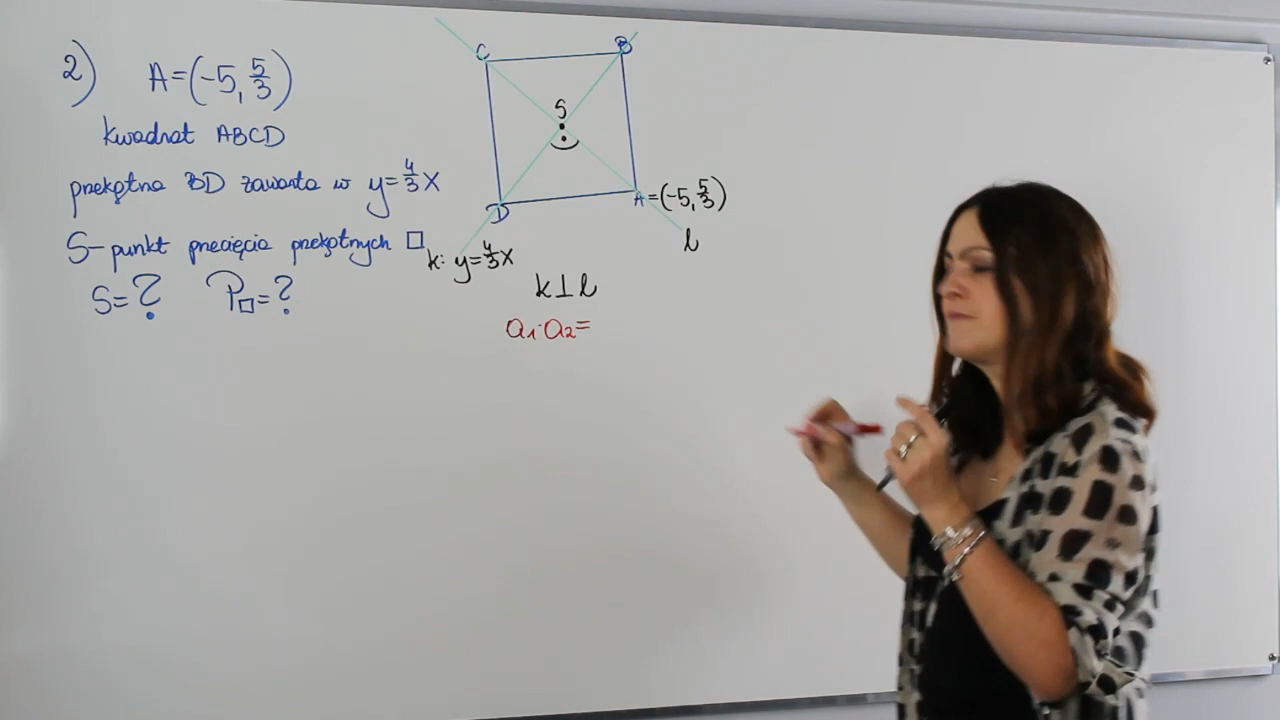 2) A=(-5, 5/3)
kwadrat ABCD
przekątna BD zawarta w y=4/3x
S-punkt przecięcia przekątnych □
S=? P□=?
C
B
S
D
A=(-5, 5/3)
l
k: y=4/3x
k⊥l
a₁·a₂=